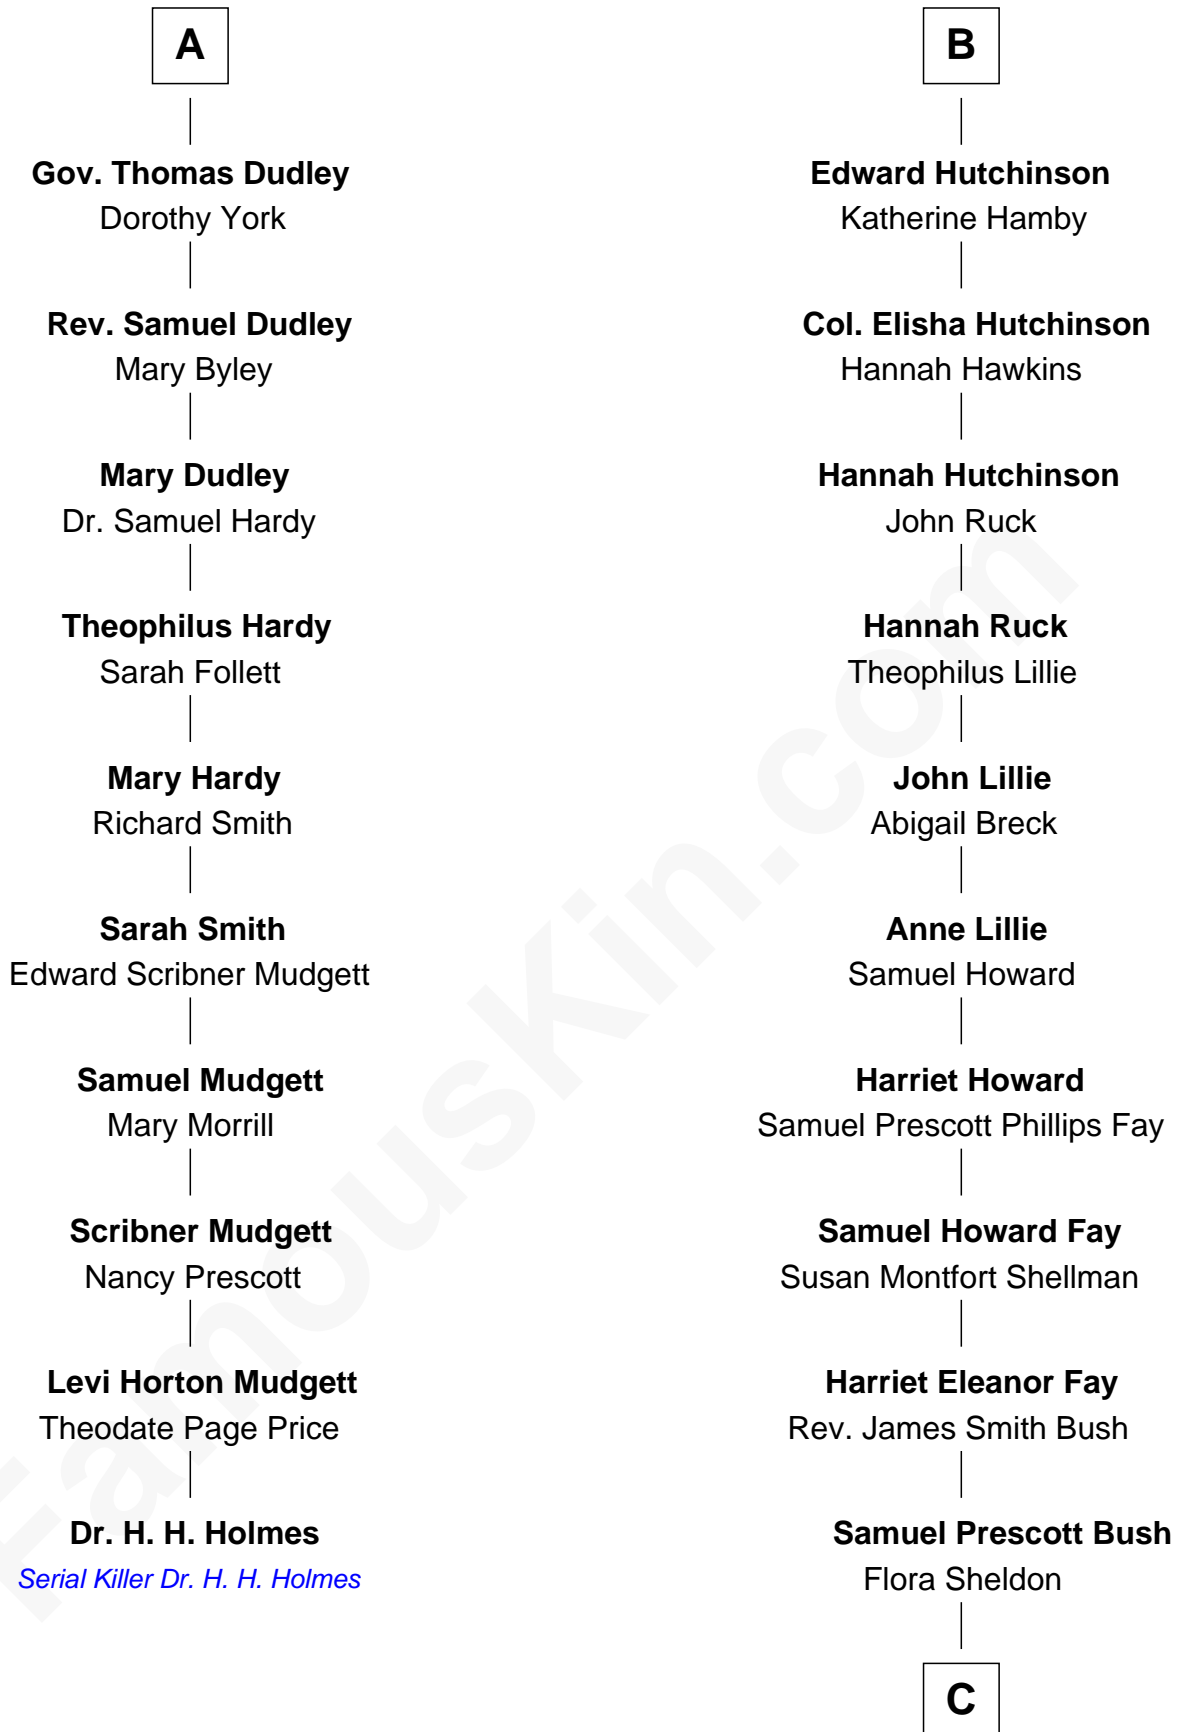 A
Gov. Thomas Dudley
Dorothy York
Rev. Samuel Dudley
Mary Byley
Mary Dudley
Dr. Samuel Hardy
Theophilus Hardy
Sarah Follett
Mary Hardy
Richard Smith
Sarah Smith
Edward Scribner Mudgett
Samuel Mudgett
Mary Morrill
Scribner Mudgett
Nancy Prescott
Levi Horton Mudgett
Theodate Page Price
Dr. H. H. Holmes
Serial Killer Dr. H. H. Holmes
B
Edward Hutchinson
Katherine Hamby
Col. Elisha Hutchinson
Hannah Hawkins
Hannah Hutchinson
John Ruck
Hannah Ruck
Theophilus Lillie
John Lillie
Abigail Breck
Anne Lillie
Samuel Howard
Harriet Howard
Samuel Prescott Phillips Fay
Samuel Howard Fay
Susan Montfort Shellman
Harriet Eleanor Fay
Rev. James Smith Bush
Samuel Prescott Bush
Flora Sheldon
C
FamousKin.com